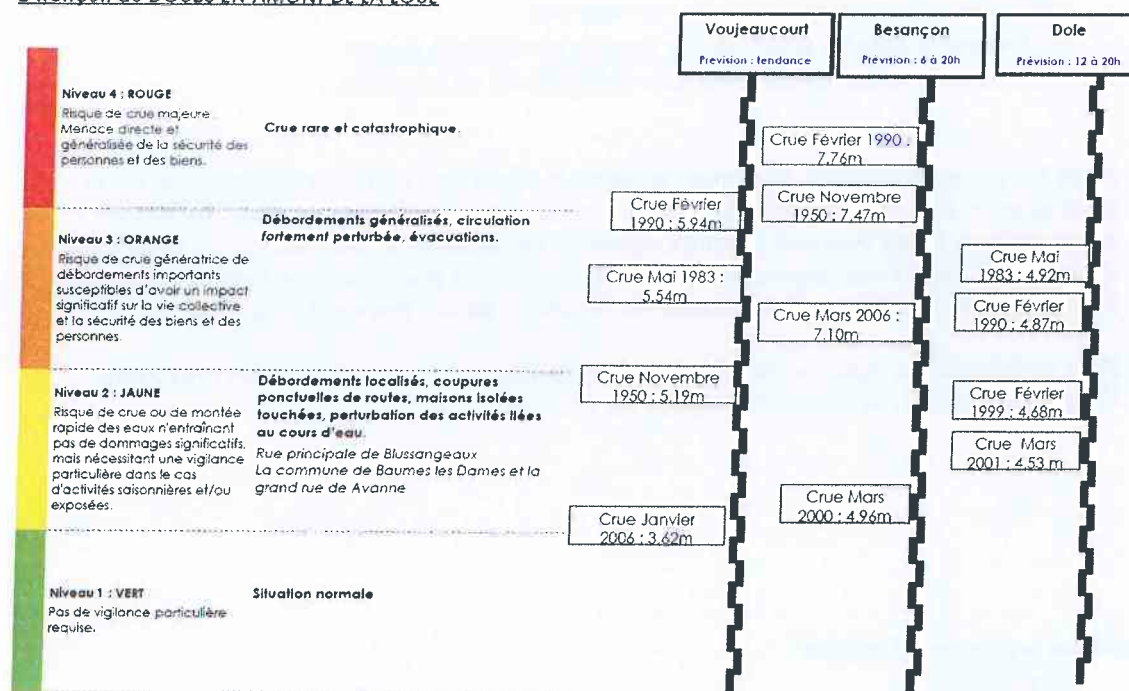 DOUBS EN AMONT DE LA LOUE
Voujeaucourt
Prévision : tendance
Besançon
Prévision : 6 à 20h
Dole
Prévision : 12 à 20h
Niveau 4 : ROUGE
Risque de crue majeure.
Menace directe et
généralisée de la sécurité des
personnes et des biens.
Crue rare et catastrophique.
Crue Février 1990 :
7.76m
Crue Novembre
1950 : 7.47m
Crue Février
1990 : 5.94m
Débordements généralisés, circulation
fortement perturbée, évacuations.
Niveau 3 : ORANGE
Risque de crue génératrice de
débordements importants
susceptibles d'avoir un impact
significatif sur la vie collective
et la sécurité des biens et des
personnes.
Crue Mai 1983 :
5.54m
Crue Mars 2006 :
7.10m
Crue Mai
1983 : 4.92m
Crue Février
1990 : 4.87m
Niveau 2 : JAUNE
Risque de crue ou de montée
rapide des eaux n'entraînant
pas de dommages significatifs,
mais nécessitant une vigilance
particulière dans le cas
d'activités saisonnières et/ou
exposées.
Débordements localisés, coupures
ponctuelles de routes, maisons isolées
touchées, perturbation des activités liées
au cours d'eau.
Rue principale de Blussangeaux
La commune de Baumes les Dames et la
grand rue de Avanne
Crue Novembre
1950 : 5.19m
Crue Février
1999 : 4.68m
Crue Mars
2001 : 4.53 m
Crue Mars
2000 : 4.96m
Crue Janvier
2006 : 3.62m
Niveau 1 : VERT
Pas de vigilance particulière
requise.
Situation normale